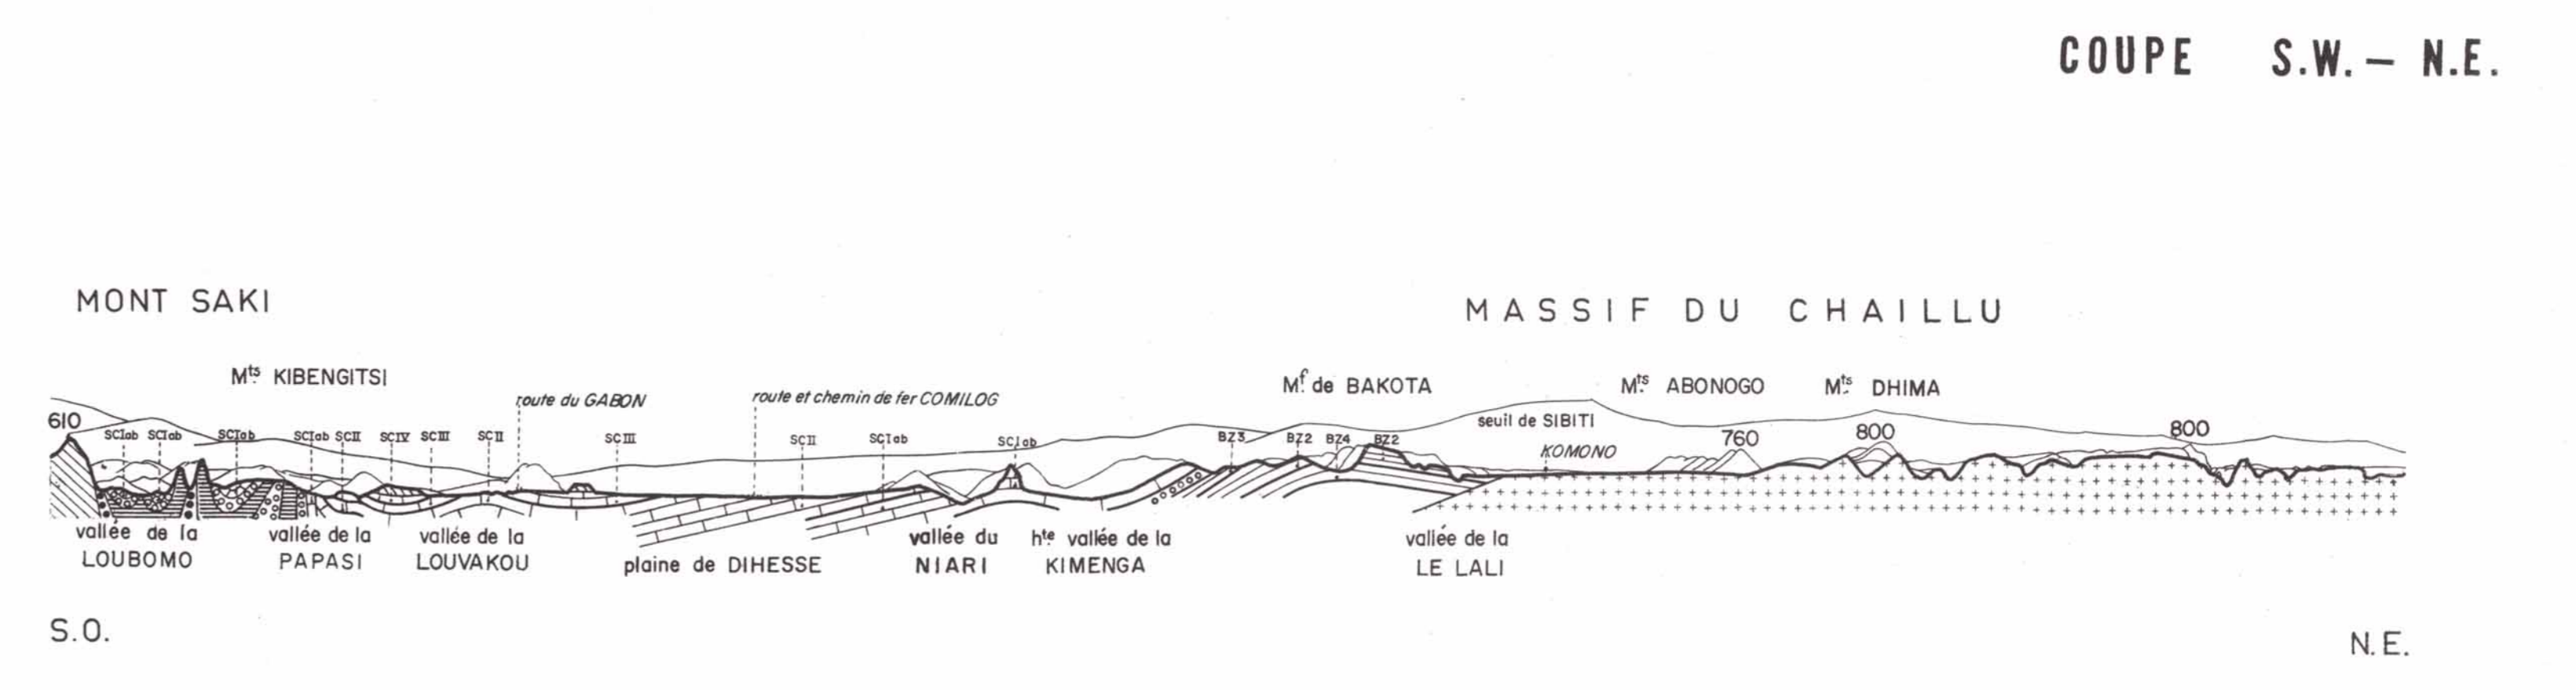 COUPE S.W. – N.E.
MONT SAKI
MASSIF DU CHAILLU
Mts KIBENGITSI
Mf de BAKOTA
Mts ABONOGO
Mts DHIMA
route du GABON
route et chemin de fer COMILOG
seuil de SIBITI
610
SCIab SCIab SCIab SCIab SCII SCIV SCIII SCII SCIII SCII SCIab SCIab BZ3 BZ2 BZ4 BZ2
KOMONO
760
800
800
vallée de la
LOUBOMO
vallée de la
PAPASI
vallée de la
LOUVAKOU
plaine de DIHESSE
vallée du
NIARI
hte vallée de la
KIMENGA
vallée de la
LE LALI
S.O.
N.E.